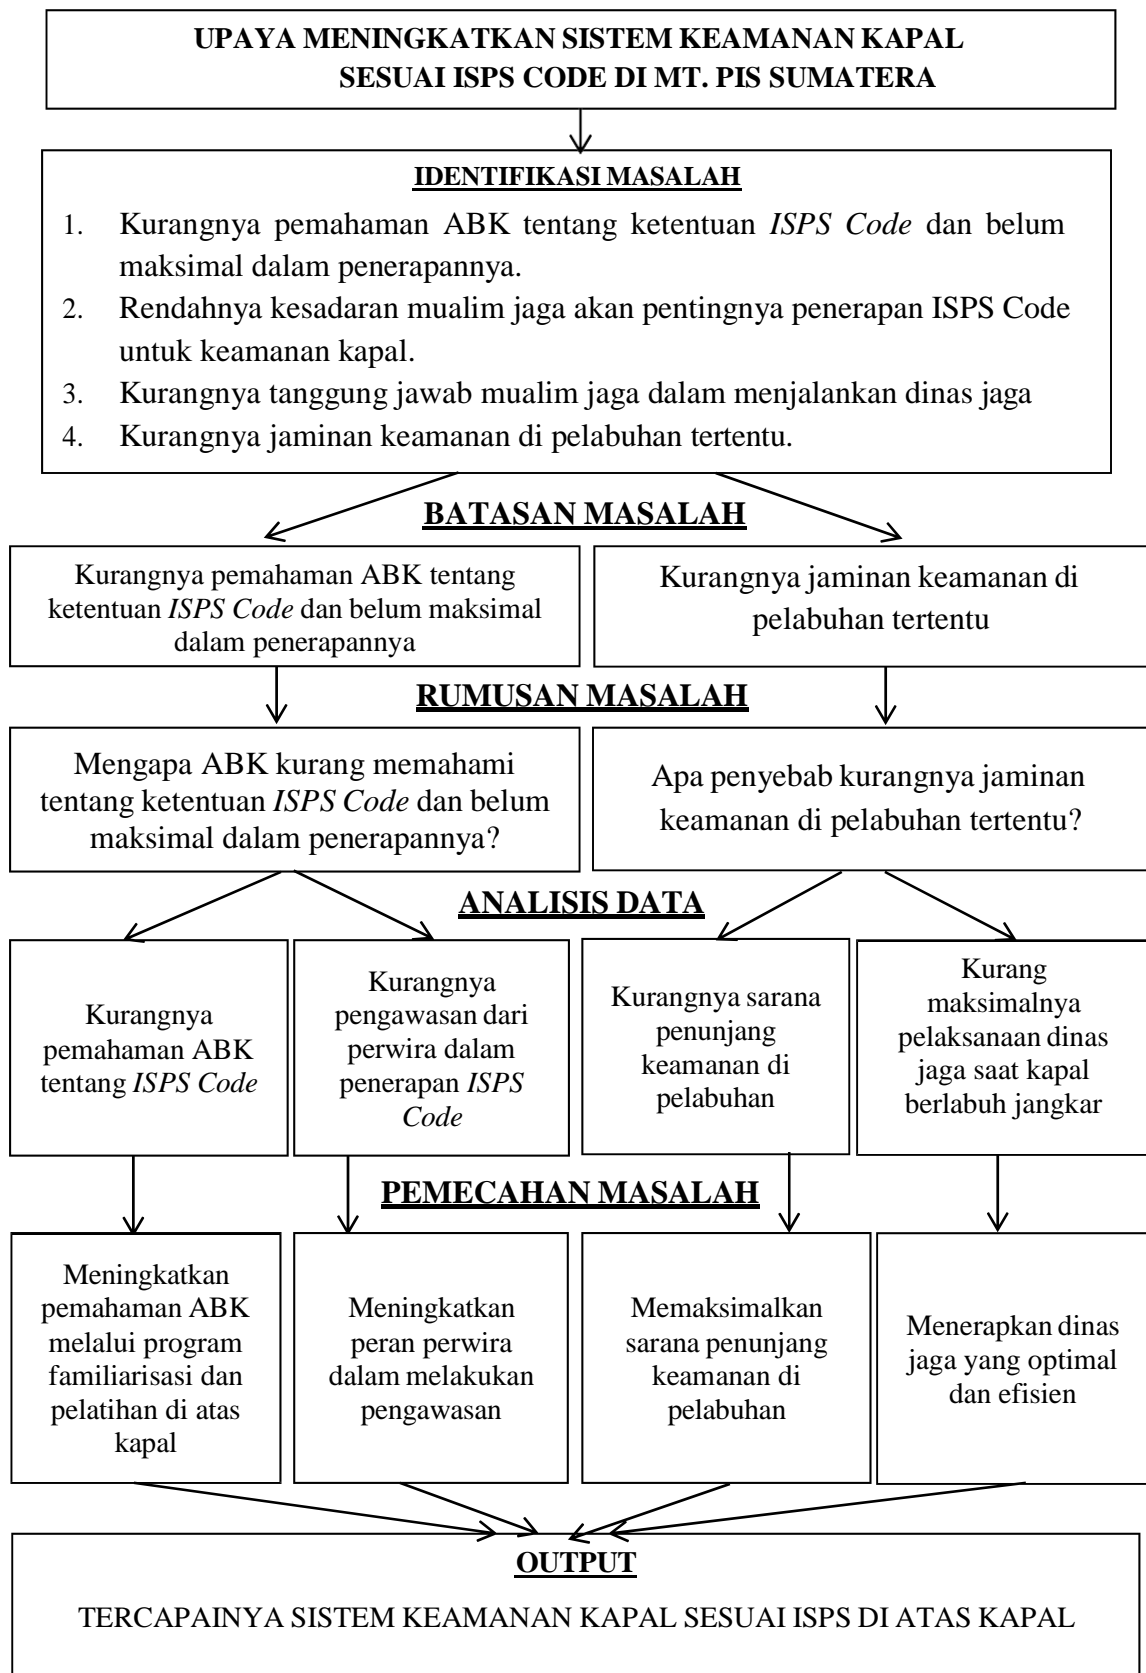 UPAYA MENINGKATKAN SISTEM KEAMANAN KAPAL
SESUAI ISPS CODE DI MT. PIS SUMATERA
IDENTIFIKASI MASALAH
1. Kurangnya pemahaman ABK tentang ketentuan ISPS Code dan belum
maksimal dalam penerapannya.
2. Rendahnya kesadaran mualim jaga akan pentingnya penerapan ISPS Code
untuk keamanan kapal.
3. Kurangnya tanggung jawab mualim jaga dalam menjalankan dinas jaga
4. Kurangnya jaminan keamanan di pelabuhan tertentu.
BATASAN MASALAH
Kurangnya pemahaman ABK tentang
ketentuan ISPS Code dan belum maksimal
dalam penerapannya
Kurangnya jaminan keamanan di
pelabuhan tertentu
RUMUSAN MASALAH
Mengapa ABK kurang memahami
tentang ketentuan ISPS Code dan belum
maksimal dalam penerapannya?
Apa penyebab kurangnya jaminan
keamanan di pelabuhan tertentu?
ANALISIS DATA
Kurangnya
pemahaman ABK
tentang ISPS Code
Kurangnya
pengawasan dari
perwira dalam
penerapan ISPS
Code
Kurangnya sarana
penunjang
keamanan di
pelabuhan
Kurang
maksimalnya
pelaksanaan dinas
jaga saat kapal
berlabuh jangkar
PEMECAHAN MASALAH
Meningkatkan
pemahaman ABK
melalui program
familiarisasi dan
pelatihan di atas
kapal
Meningkatkan
peran perwira
dalam melakukan
pengawasan
Memaksimalkan
sarana penunjang
keamanan di
pelabuhan
Menerapkan dinas
jaga yang optimal
dan efisien
OUTPUT
TERCAPAINYA SISTEM KEAMANAN KAPAL SESUAI ISPS DI ATAS KAPAL